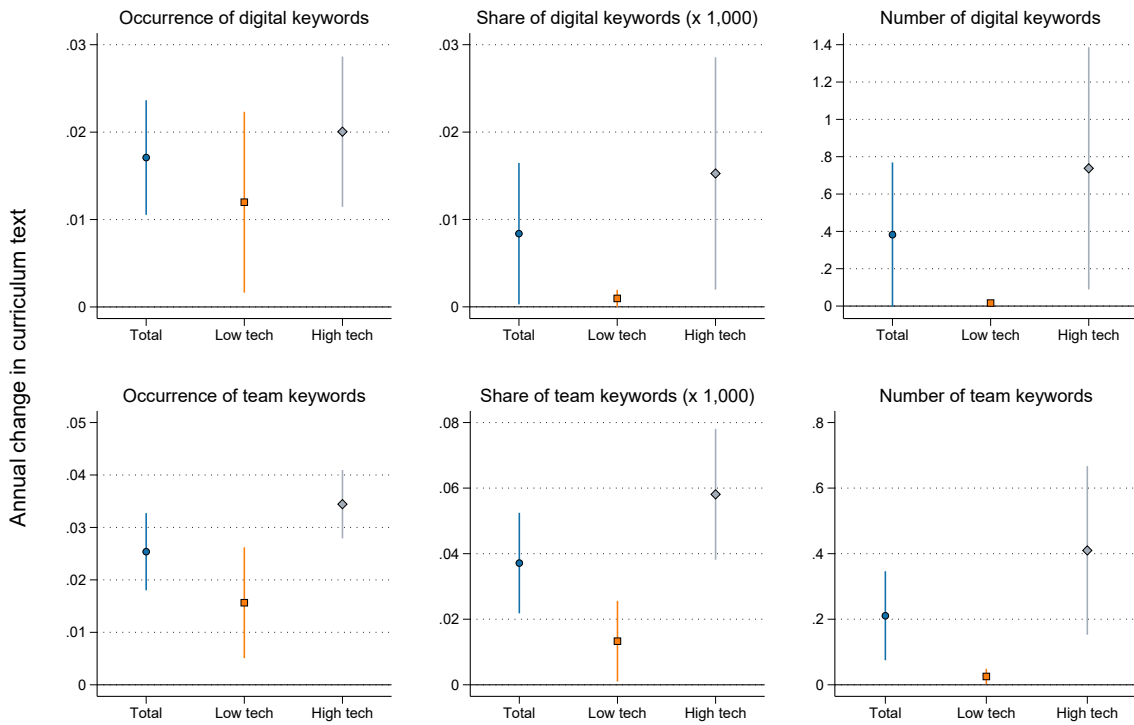 Annual change in curriculum text
Occurrence of digital keywords
.03
.02
.01
0
Total Low tech High tech
Share of digital keywords (x 1,000)
.03
.02
.01
0
Total Low tech High tech
Number of digital keywords
1.4
1.2
1
.8
.6
.4
.2
0
Total Low tech High tech
Occurrence of team keywords
.05
.04
.03
.02
.01
0
Total Low tech High tech
Share of team keywords (x 1,000)
.08
.06
.04
.02
0
Total Low tech High tech
Number of team keywords
.8
.6
.4
.2
0
Total Low tech High tech